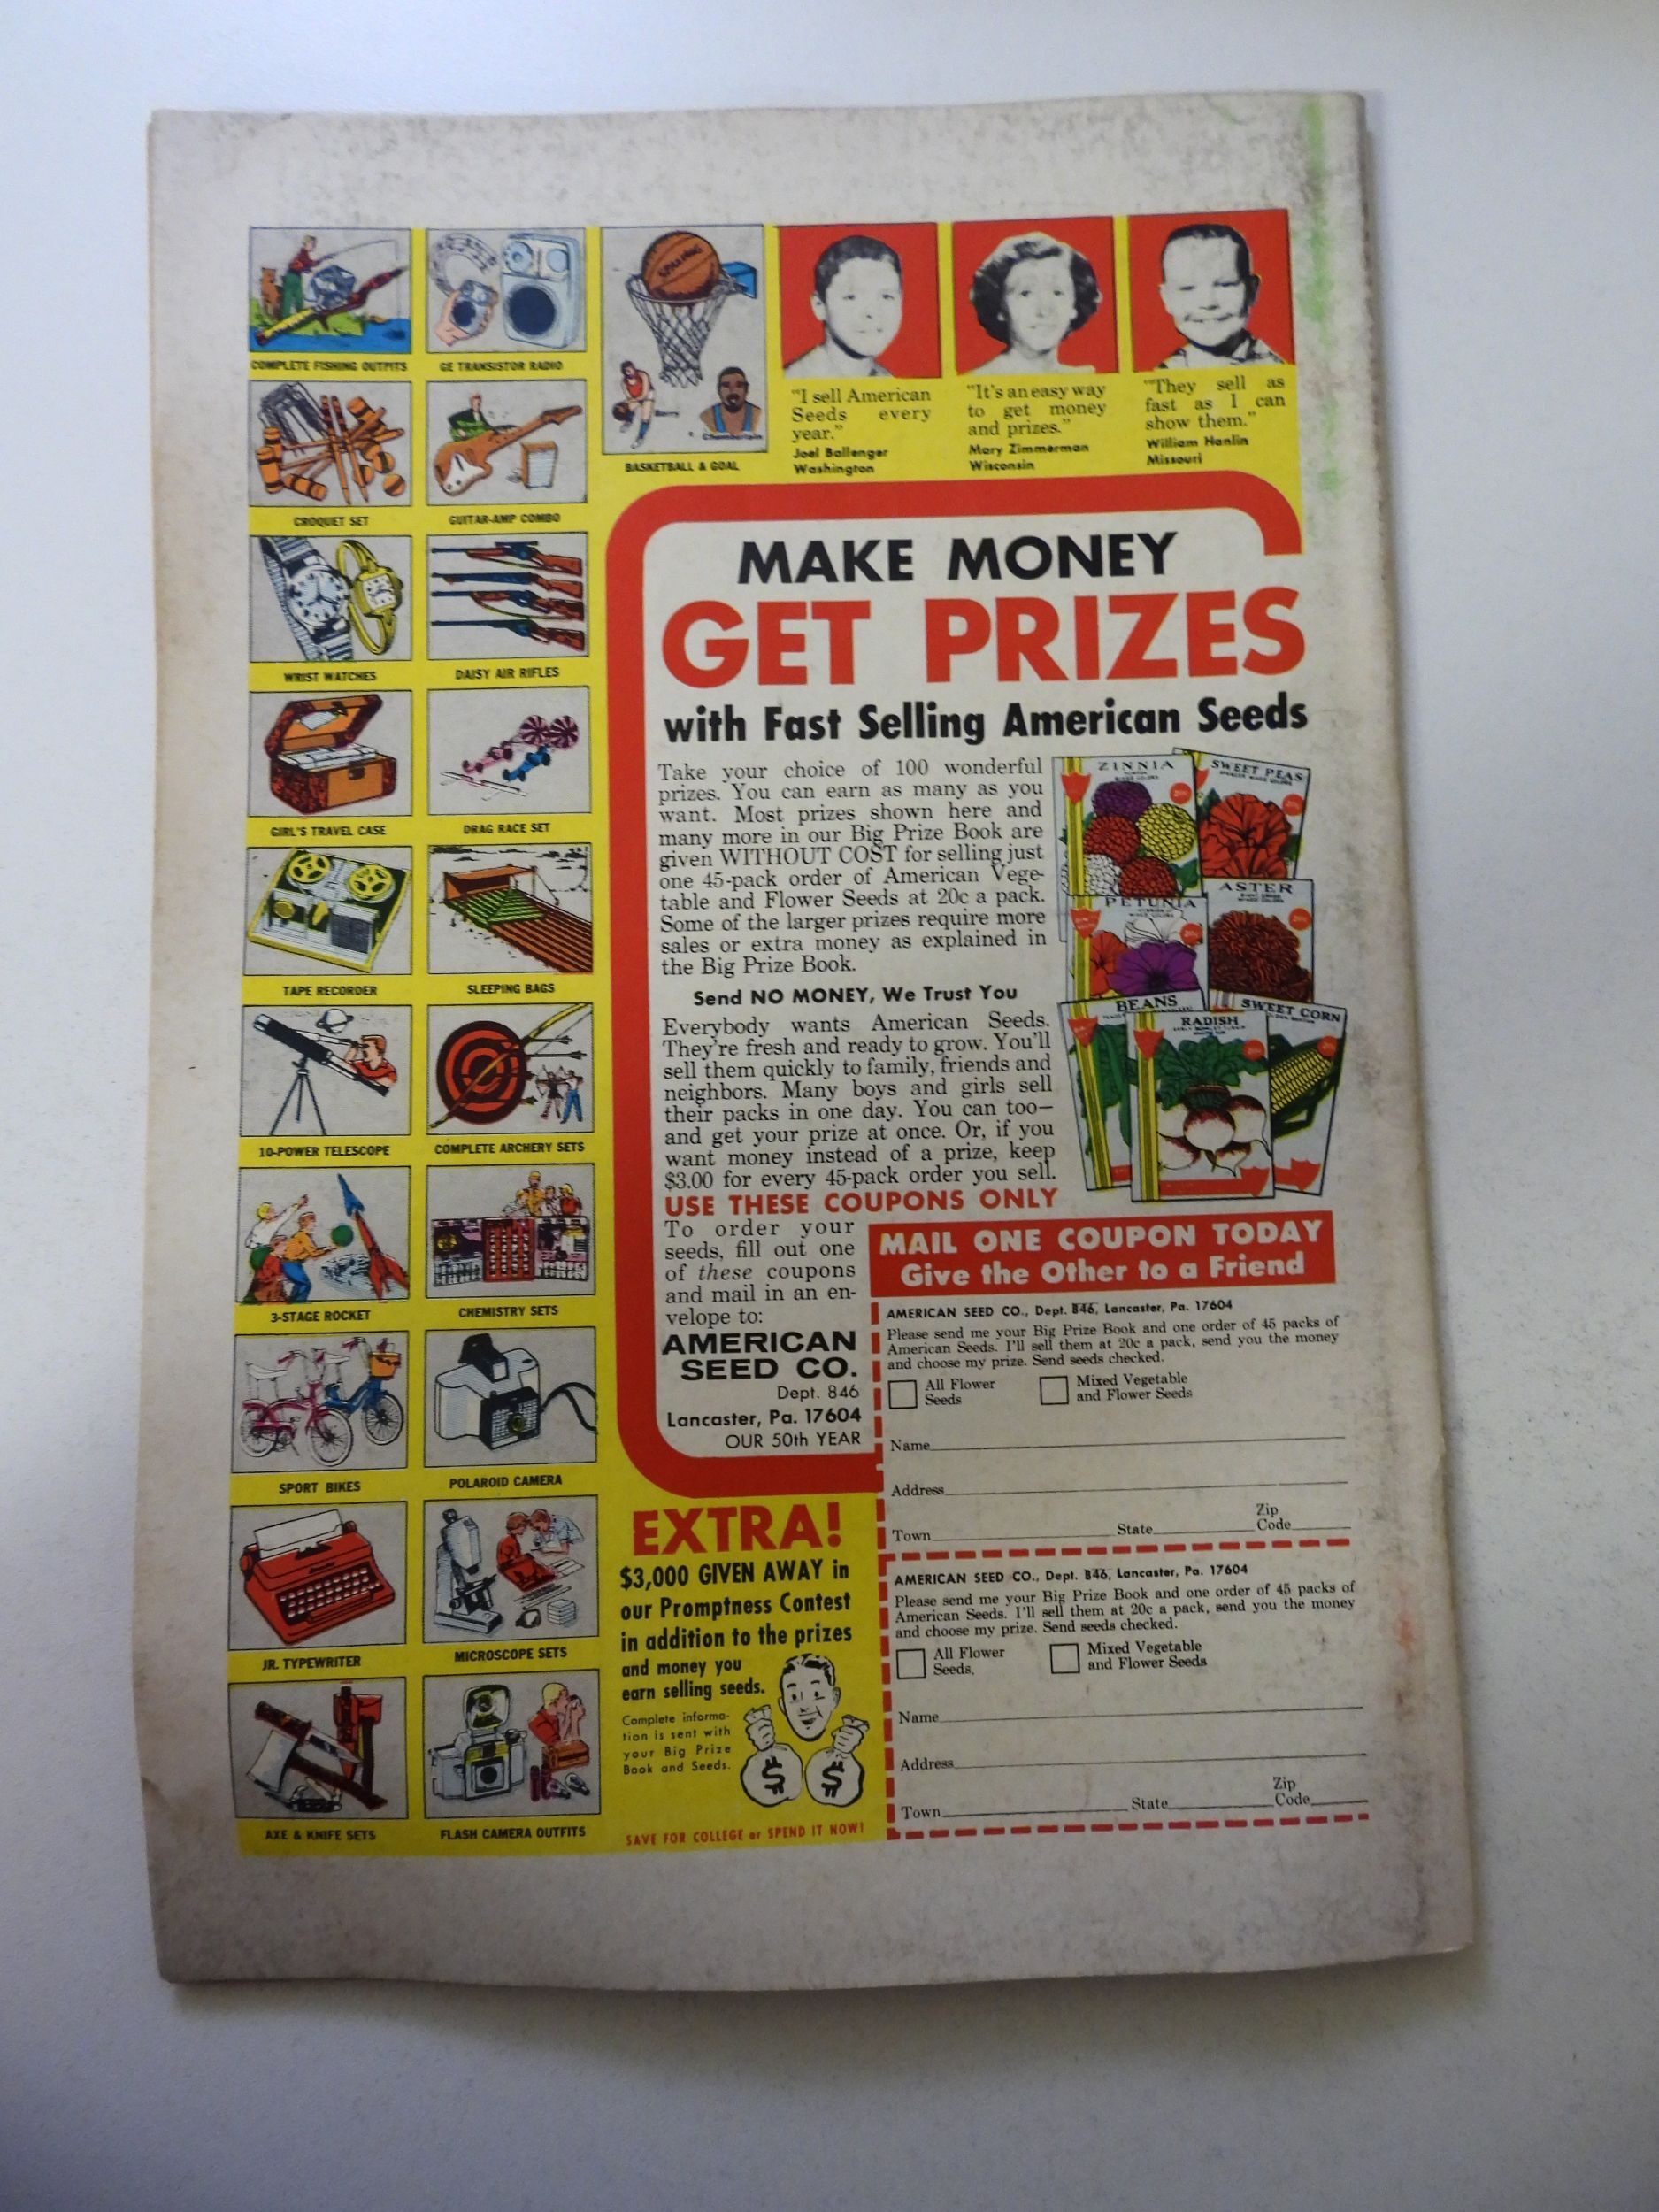 COMPLETE FISHING OUTFITS
GE TRANSISTOR RADIO
CROQUET SET
GUITAR-AMP COMBO
WRIST WATCHES
DAISY AIR RIFLES
GIRL'S TRAVEL CASE
DRAG RACE SET
TAPE RECORDER
SLEEPING BAGS
10-POWER TELESCOPE
COMPLETE ARCHERY SETS
3-STAGE ROCKET
CHEMISTRY SETS
SPORT BIKES
POLAROID CAMERA
JR. TYPEWRITER
MICROSCOPE SETS
AXE & KNIFE SETS
FLASH CAMERA OUTFITS
SPALDING
Barry
Chamberlain
BASKETBALL & GOAL
"I sell American
Seeds every
year."
Joel Ballenger
Washington
"It's an easy way
to get money
and prizes."
Mary Zimmerman
Wisconsin
"They sell as
fast as I can
show them."
William Hanlin
Missouri
MAKE MONEY
GET PRIZES
with Fast Selling American Seeds
Take your choice of 100 wonderful
prizes. You can earn as many as you
want. Most prizes shown here and
many more in our Big Prize Book are
given WITHOUT COST for selling just
one 45-pack order of American Vege-
table and Flower Seeds at 20c a pack.
Some of the larger prizes require more
sales or extra money as explained in
the Big Prize Book.
Send NO MONEY, We Trust You
Everybody wants American Seeds.
They're fresh and ready to grow. You'll
sell them quickly to family, friends and
neighbors. Many boys and girls sell
their packs in one day. You can too—
and get your prize at once. Or, if you
want money instead of a prize, keep
$3.00 for every 45-pack order you sell.
USE THESE COUPONS ONLY
ZINNIA
SWEET PEAS
ASTER
PETUNIA
BEANS
SWEET CORN
RADISH
To order your
seeds, fill out one
of these coupons
and mail in an en-
velope to:
AMERICAN
SEED CO.
Dept. 846
Lancaster, Pa. 17604
OUR 50th YEAR
MAIL ONE COUPON TODAY
Give the Other to a Friend
AMERICAN SEED CO., Dept. 846, Lancaster, Pa. 17604
Please send me your Big Prize Book and one order of 45 packs of
American Seeds. I'll sell them at 20c a pack, send you the money
and choose my prize. Send seeds checked.
All Flower
Seeds
Mixed Vegetable
and Flower Seeds
Name
Address
Town State Zip Code
AMERICAN SEED CO., Dept. 846, Lancaster, Pa. 17604
Please send me your Big Prize Book and one order of 45 packs of
American Seeds. I'll sell them at 20c a pack, send you the money
and choose my prize. Send seeds checked.
All Flower
Seeds.
Mixed Vegetable
and Flower Seeds
Name
Address
Town State Zip Code
EXTRA!
$3,000 GIVEN AWAY in
our Promptness Contest
in addition to the prizes
and money you
earn selling seeds.
Complete informa-
tion is sent with
your Big Prize
Book and Seeds.
$ $
SAVE FOR COLLEGE or SPEND IT NOW!